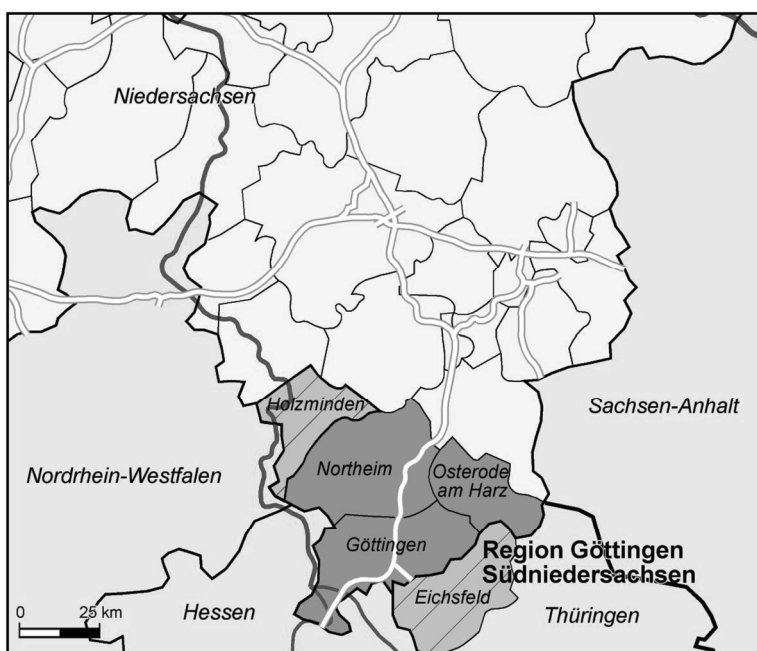 Niedersachsen
Holzminden
Sachsen-Anhalt
Nordrhein-Westfalen
Northeim
Osterode
am Harz
Göttingen
Region Göttingen
Südniedersachsen
Eichsfeld
Hessen
Thüringen
0 25 km